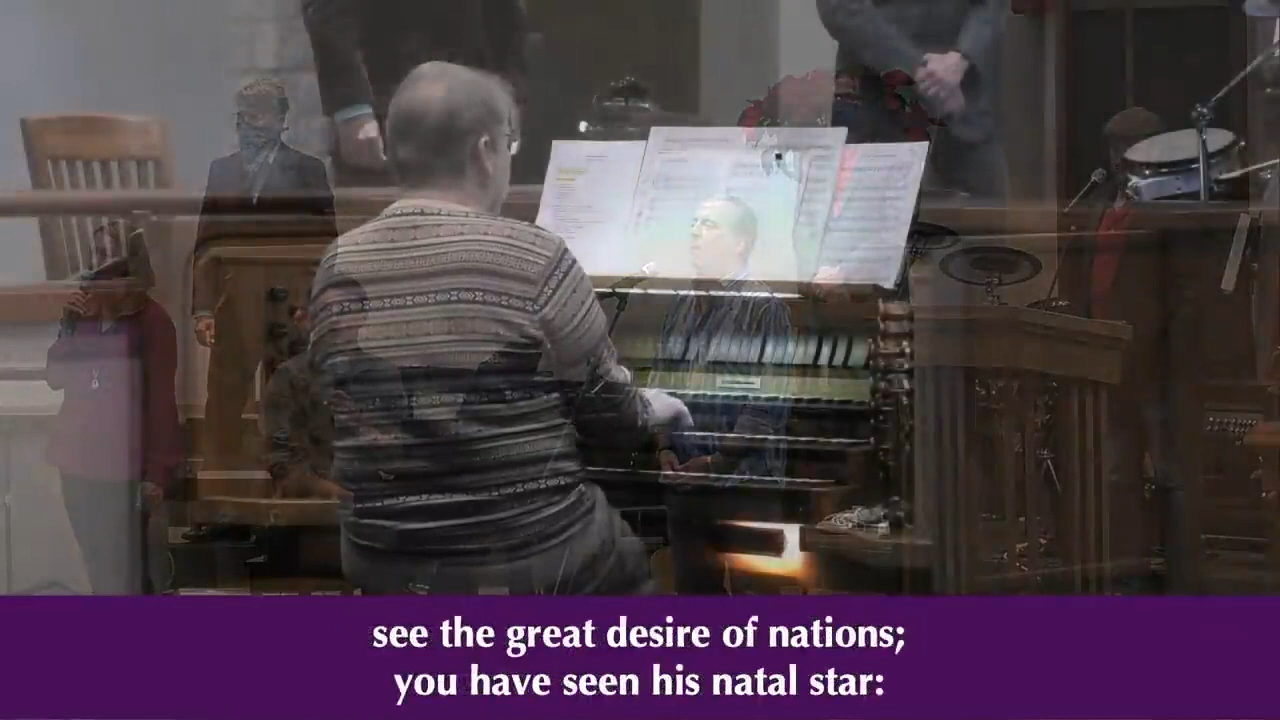 see the great desire of nations;
you have seen his natal star: